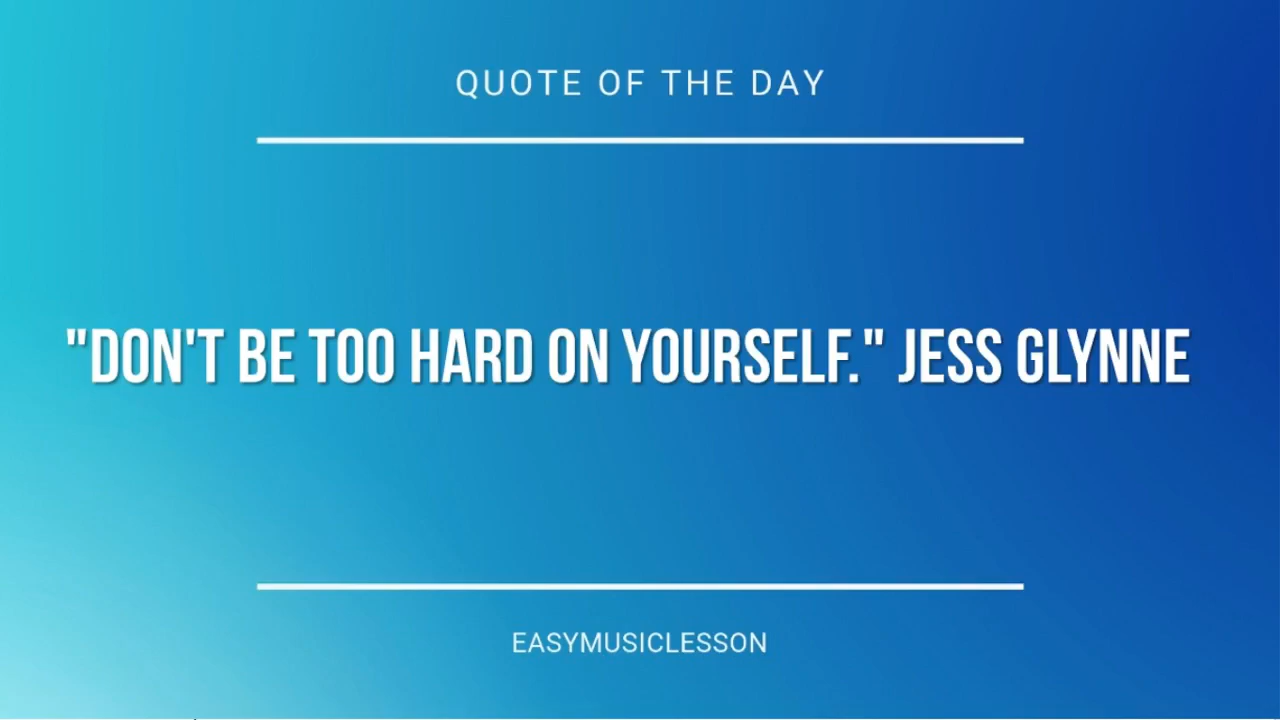 QUOTE OF THE DAY
"DON'T BE TOO HARD ON YOURSELF." JESS GLYNNE
EASYMUSICLESSON